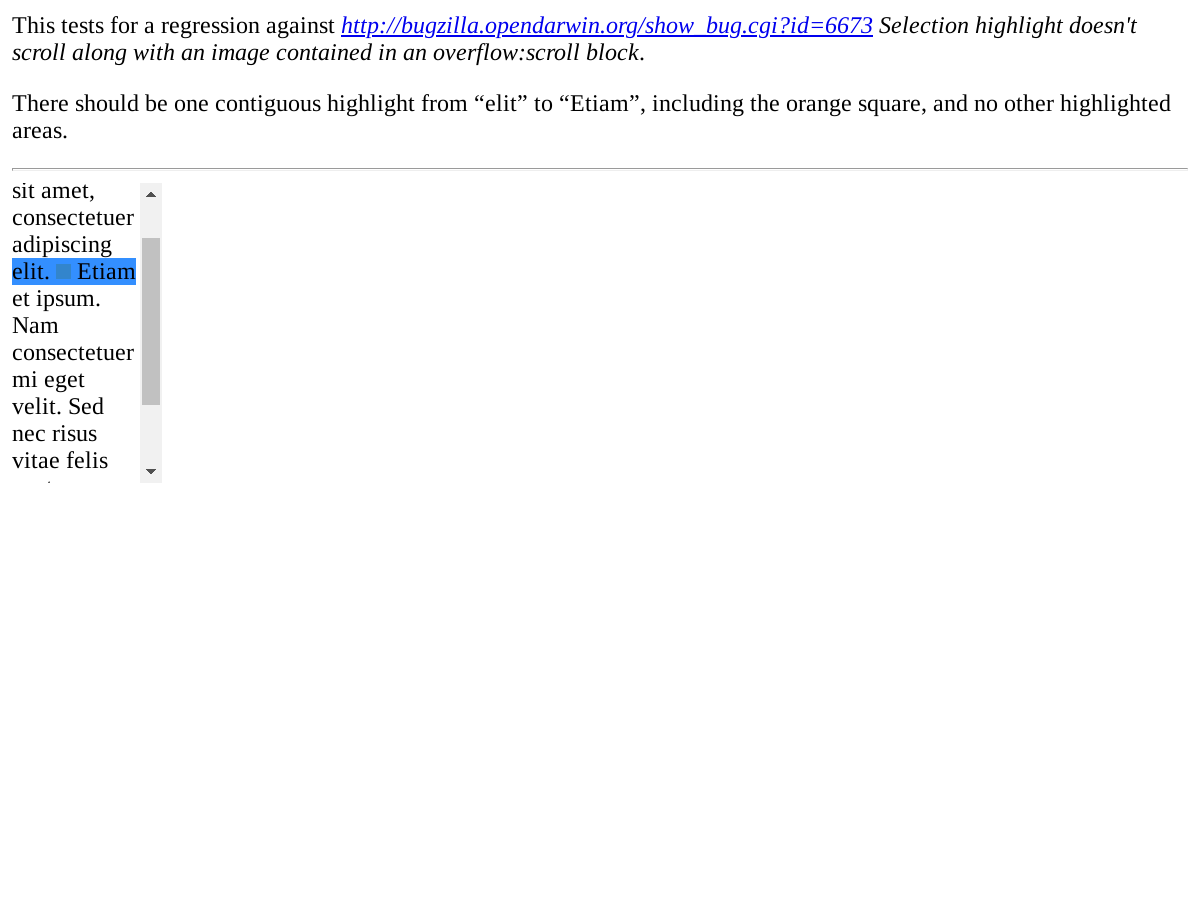 This tests for a regression against http://bugzilla.opendarwin.org/show_bug.cgi?id=6673 Selection highlight doesn't
scroll along with an image contained in an overflow:scroll block.
There should be one contiguous highlight from “elit” to “Etiam”, including the orange square, and no other highlighted
areas.
sit amet,
consectetuer
adipiscing
elit. Etiam
et ipsum.
Nam
consectetuer
mi eget
velit. Sed
nec risus
vitae felis